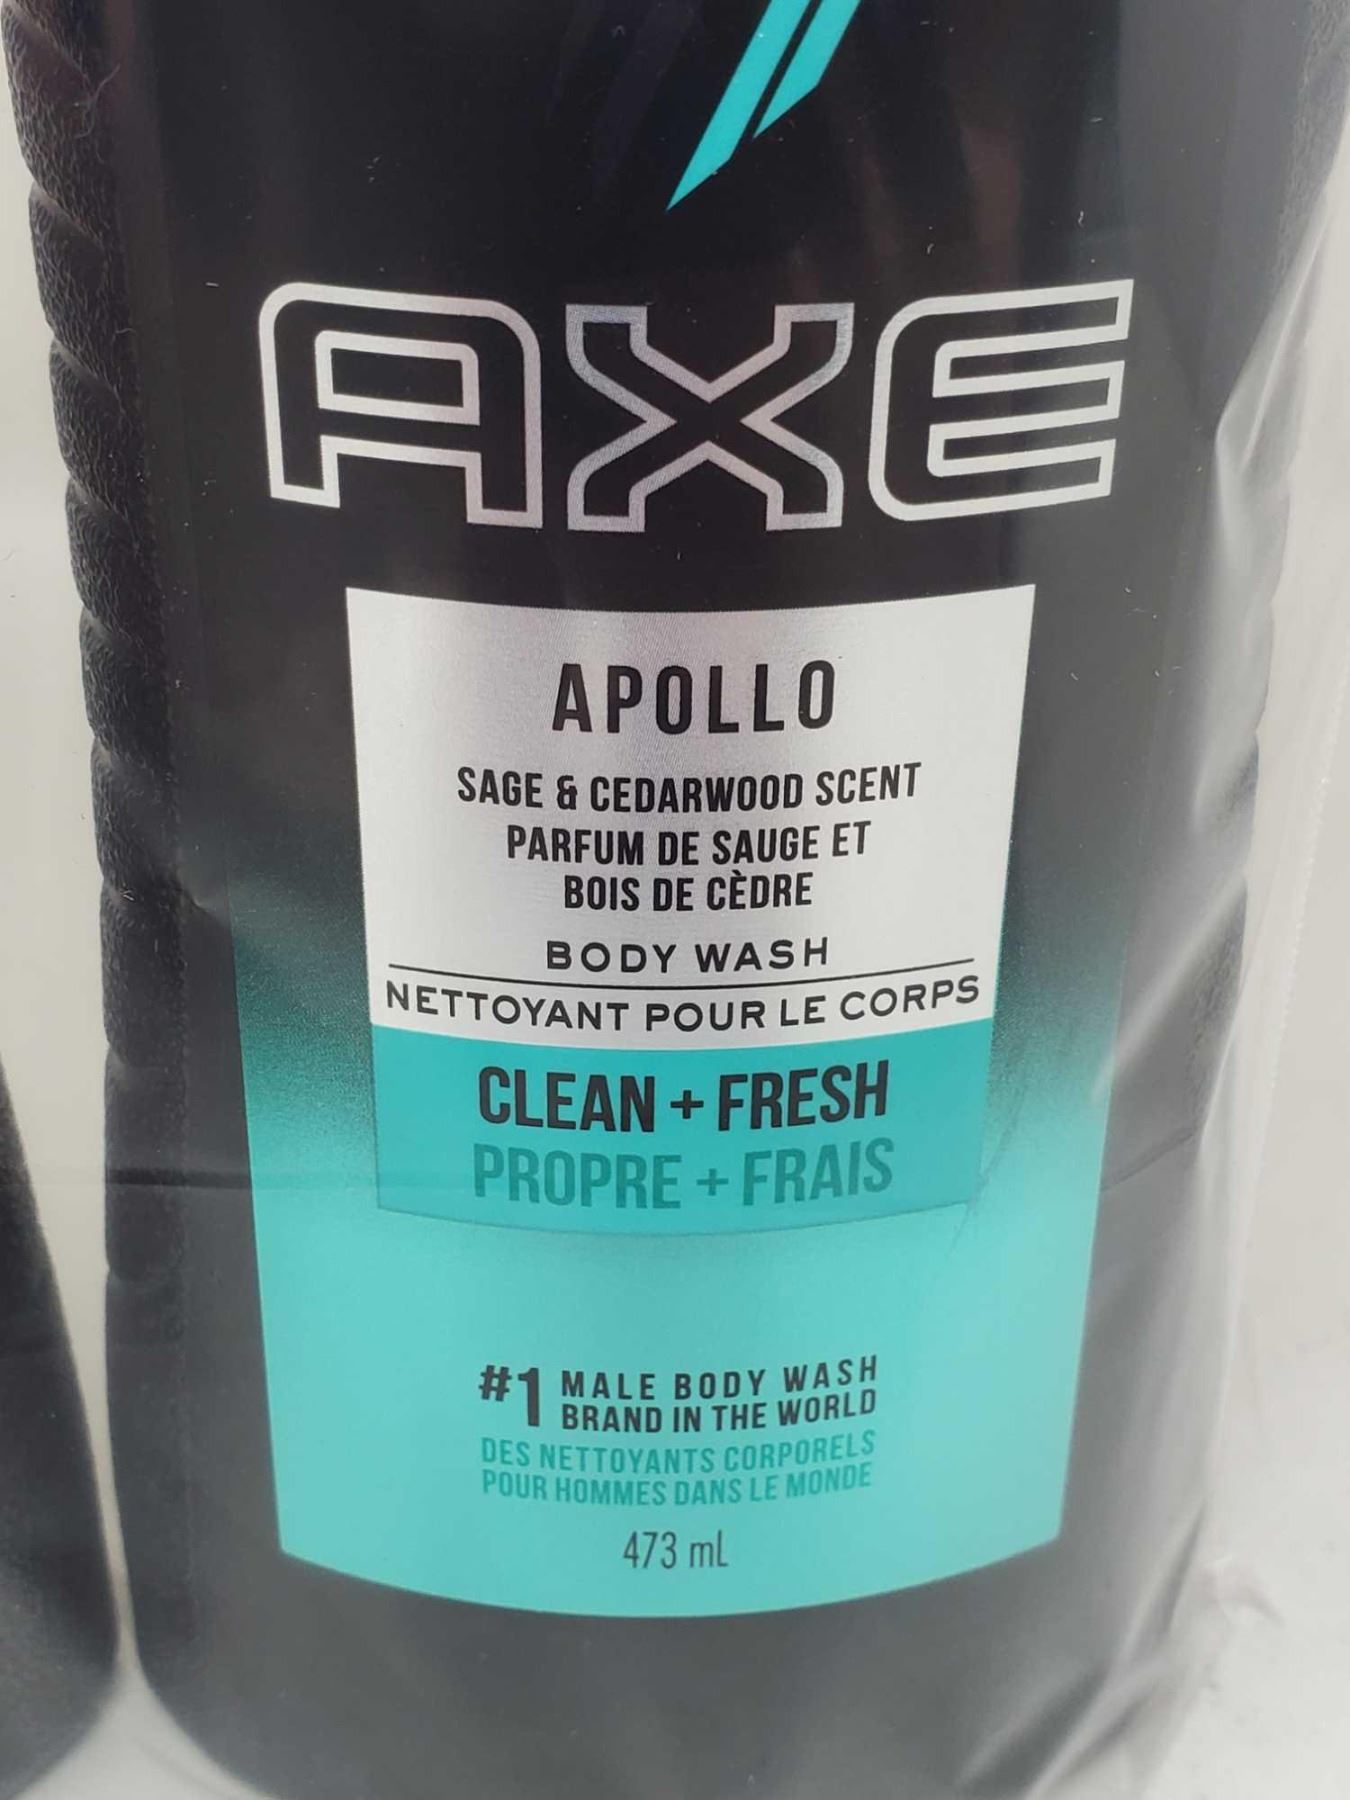 AXE
APOLLO
SAGE & CEDARWOOD SCENT
PARFUM DE SAUGE ET
BOIS DE CÈDRE
BODY WASH
NETTOYANT POUR LE CORPS
CLEAN + FRESH
PROPRE + FRAIS
#1 MALE BODY WASH
BRAND IN THE WORLD
DES NETTOYANTS CORPORELS
POUR HOMMES DANS LE MONDE
473 mL